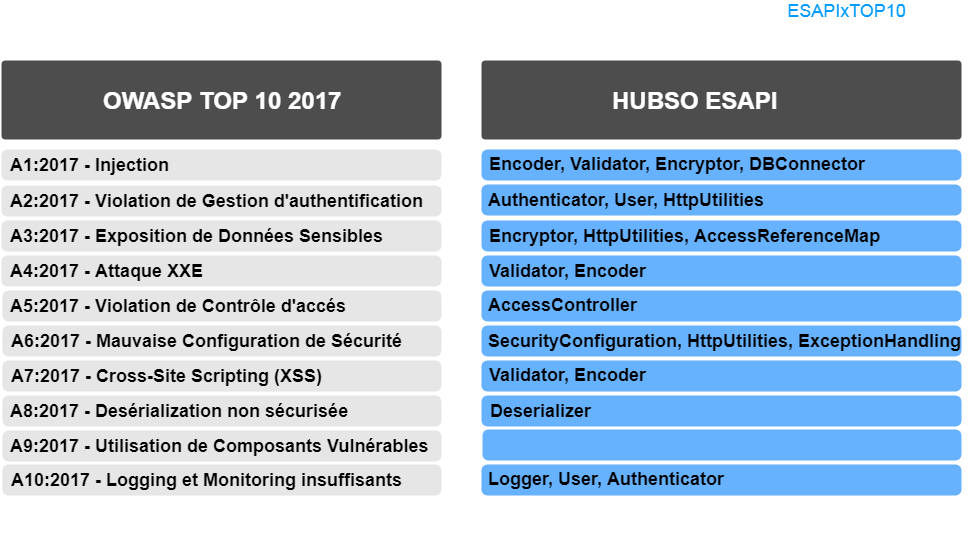 ESAPIxTOP10
OWASP TOP 10 2017 HUBSO ESAPI
A1:2017 - Injection Encoder, Validator, Encryptor, DBConnector
A2:2017 - Violation de Gestion d'authentification Authenticator, User, HttpUtilities
A3:2017 - Exposition de Données Sensibles Encryptor, HttpUtilities, AccessReferenceMap
A4:2017 - Attaque XXE Validator, Encoder
A5:2017 - Violation de Contrôle d'accés AccessController
A6:2017 - Mauvaise Configuration de Sécurité SecurityConfiguration, HttpUtilities, ExceptionHandling
A7:2017 - Cross-Site Scripting (XSS) Validator, Encoder
A8:2017 - Desérialization non sécurisée Deserializer
A9:2017 - Utilisation de Composants Vulnérables
A10:2017 - Logging et Monitoring insuffisants Logger, User, Authenticator